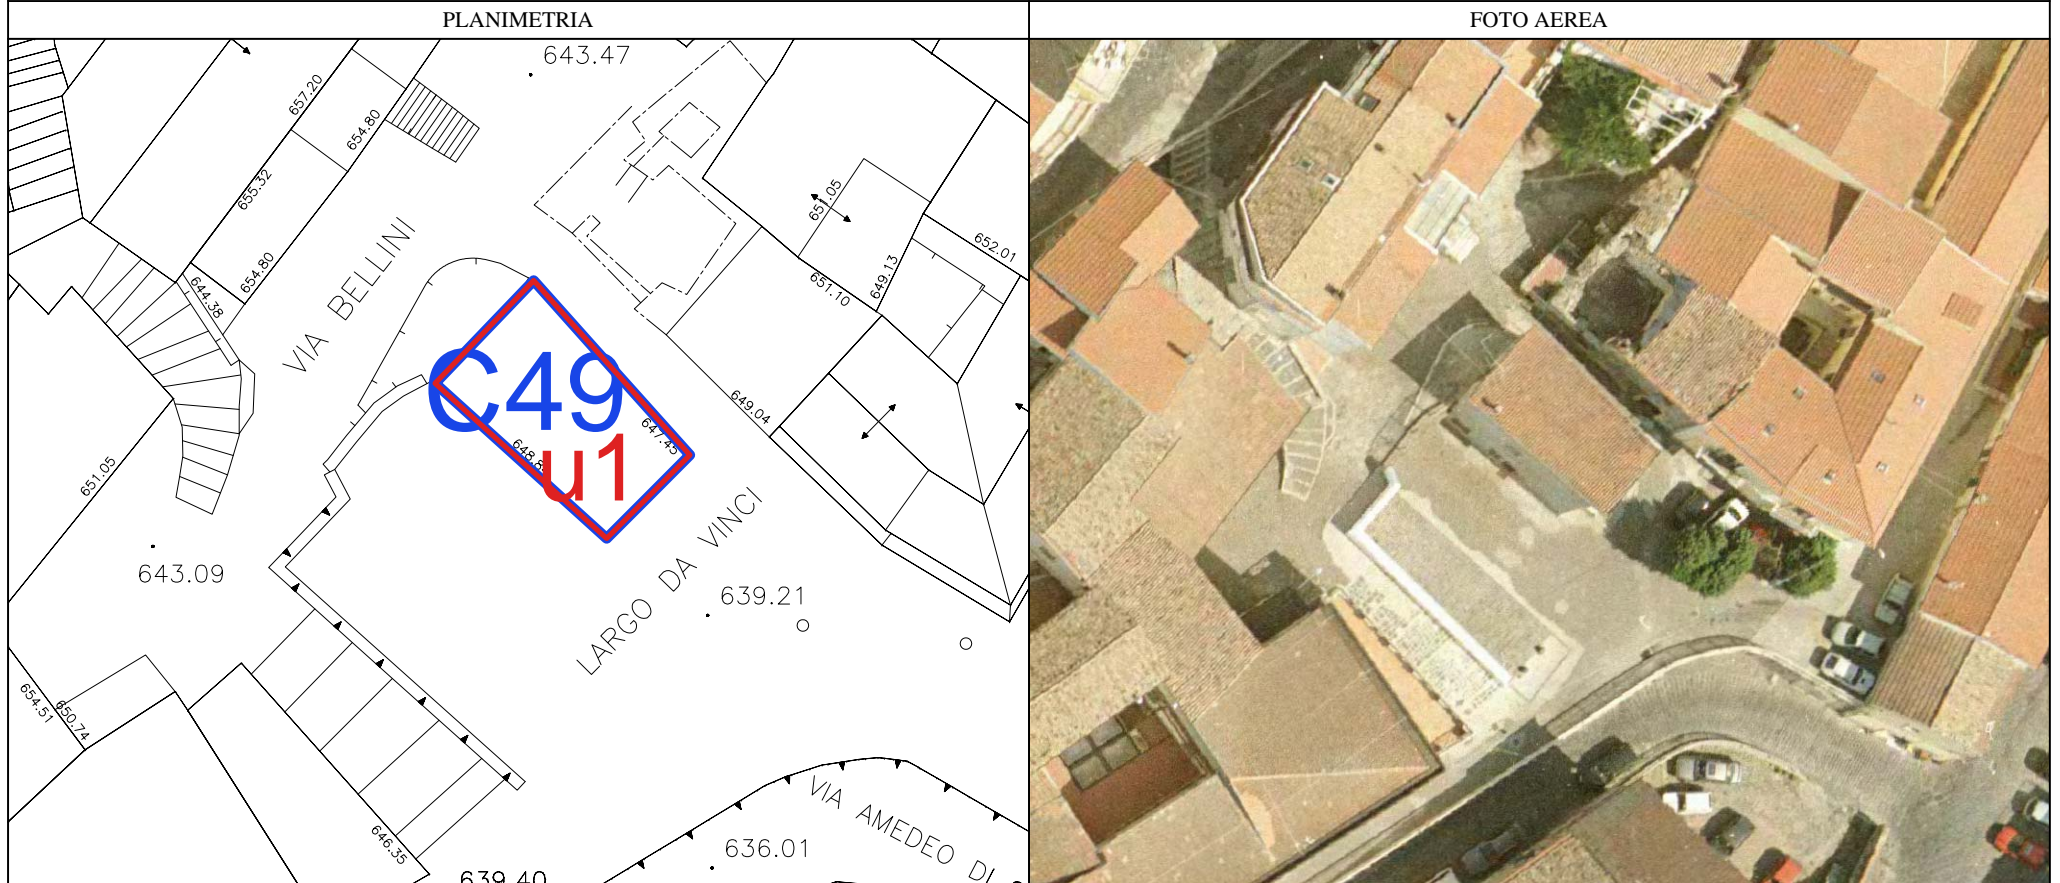 PLANIMETRIA
FOTO AEREA
643.47
657.20
654.80
655.32
651.05
652.01
654.80
644.38
649.13
651.10
VIA BELLINI
C49
649.04
647.45
u1
651.05
LARGO DA VINCI
643.09
639.21
654.51
650.74
VIA AMEDEO DI
646.35
636.01
639.40